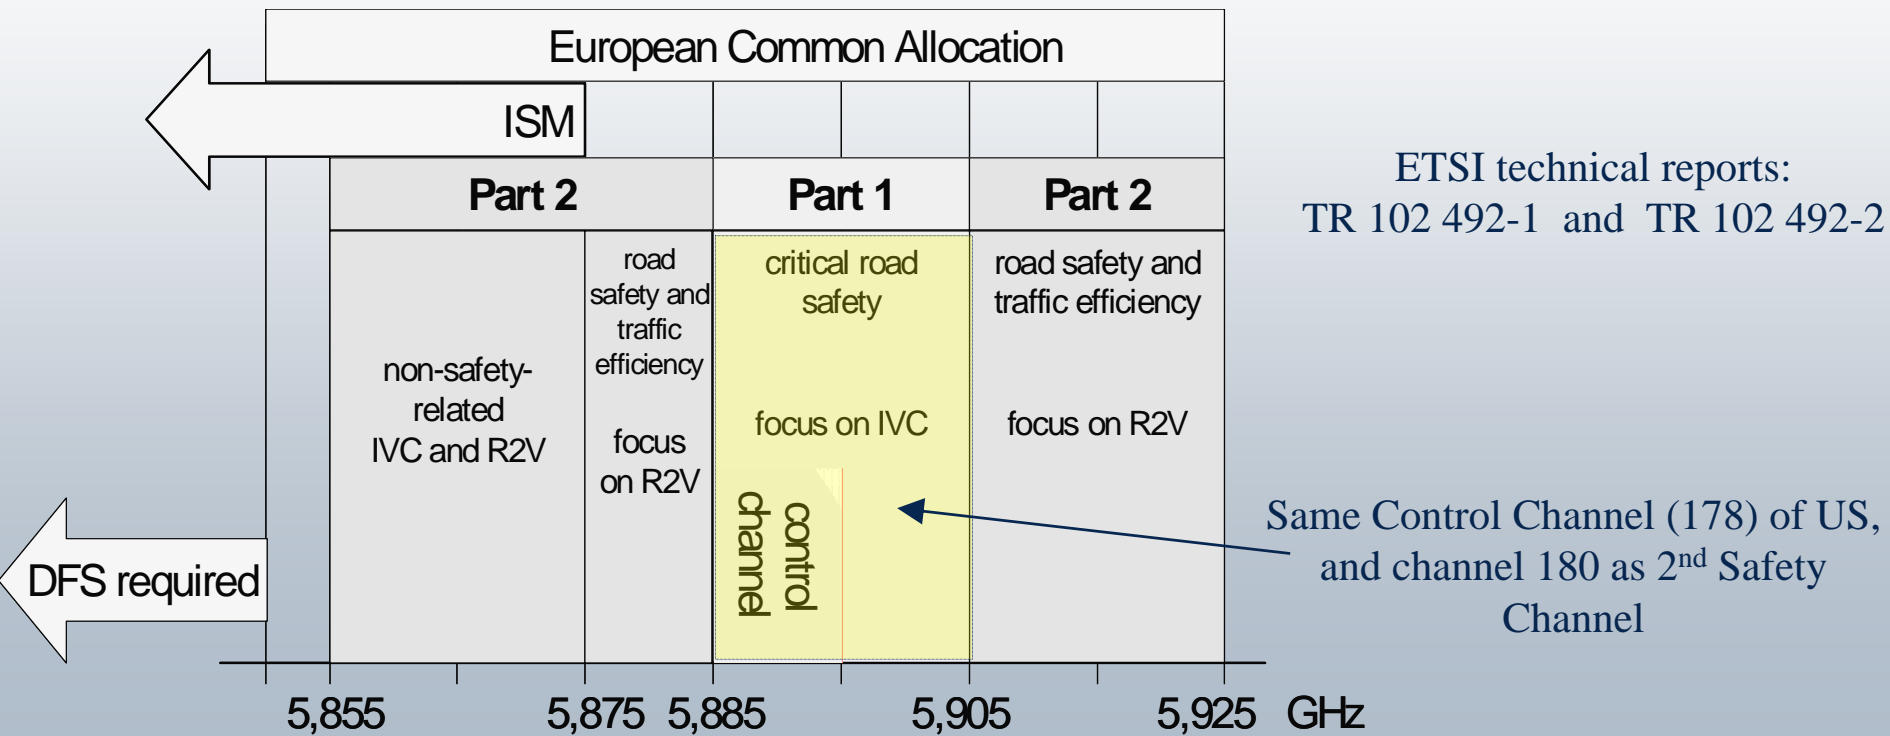 European Common Allocation
ISM
Part 2
Part 1
Part 2
non-safety-
related
IVC and R2V
road
safety and
traffic
efficiency
focus
on R2V
critical road
safety
focus on IVC
control
channel
road safety and
traffic efficiency
focus on R2V
DFS required
5,855
5,875
5,885
5,905
5,925
GHz
ETSI technical reports:
TR 102 492-1 and TR 102 492-2
Same Control Channel (178) of US,
and channel 180 as 2nd Safety
Channel